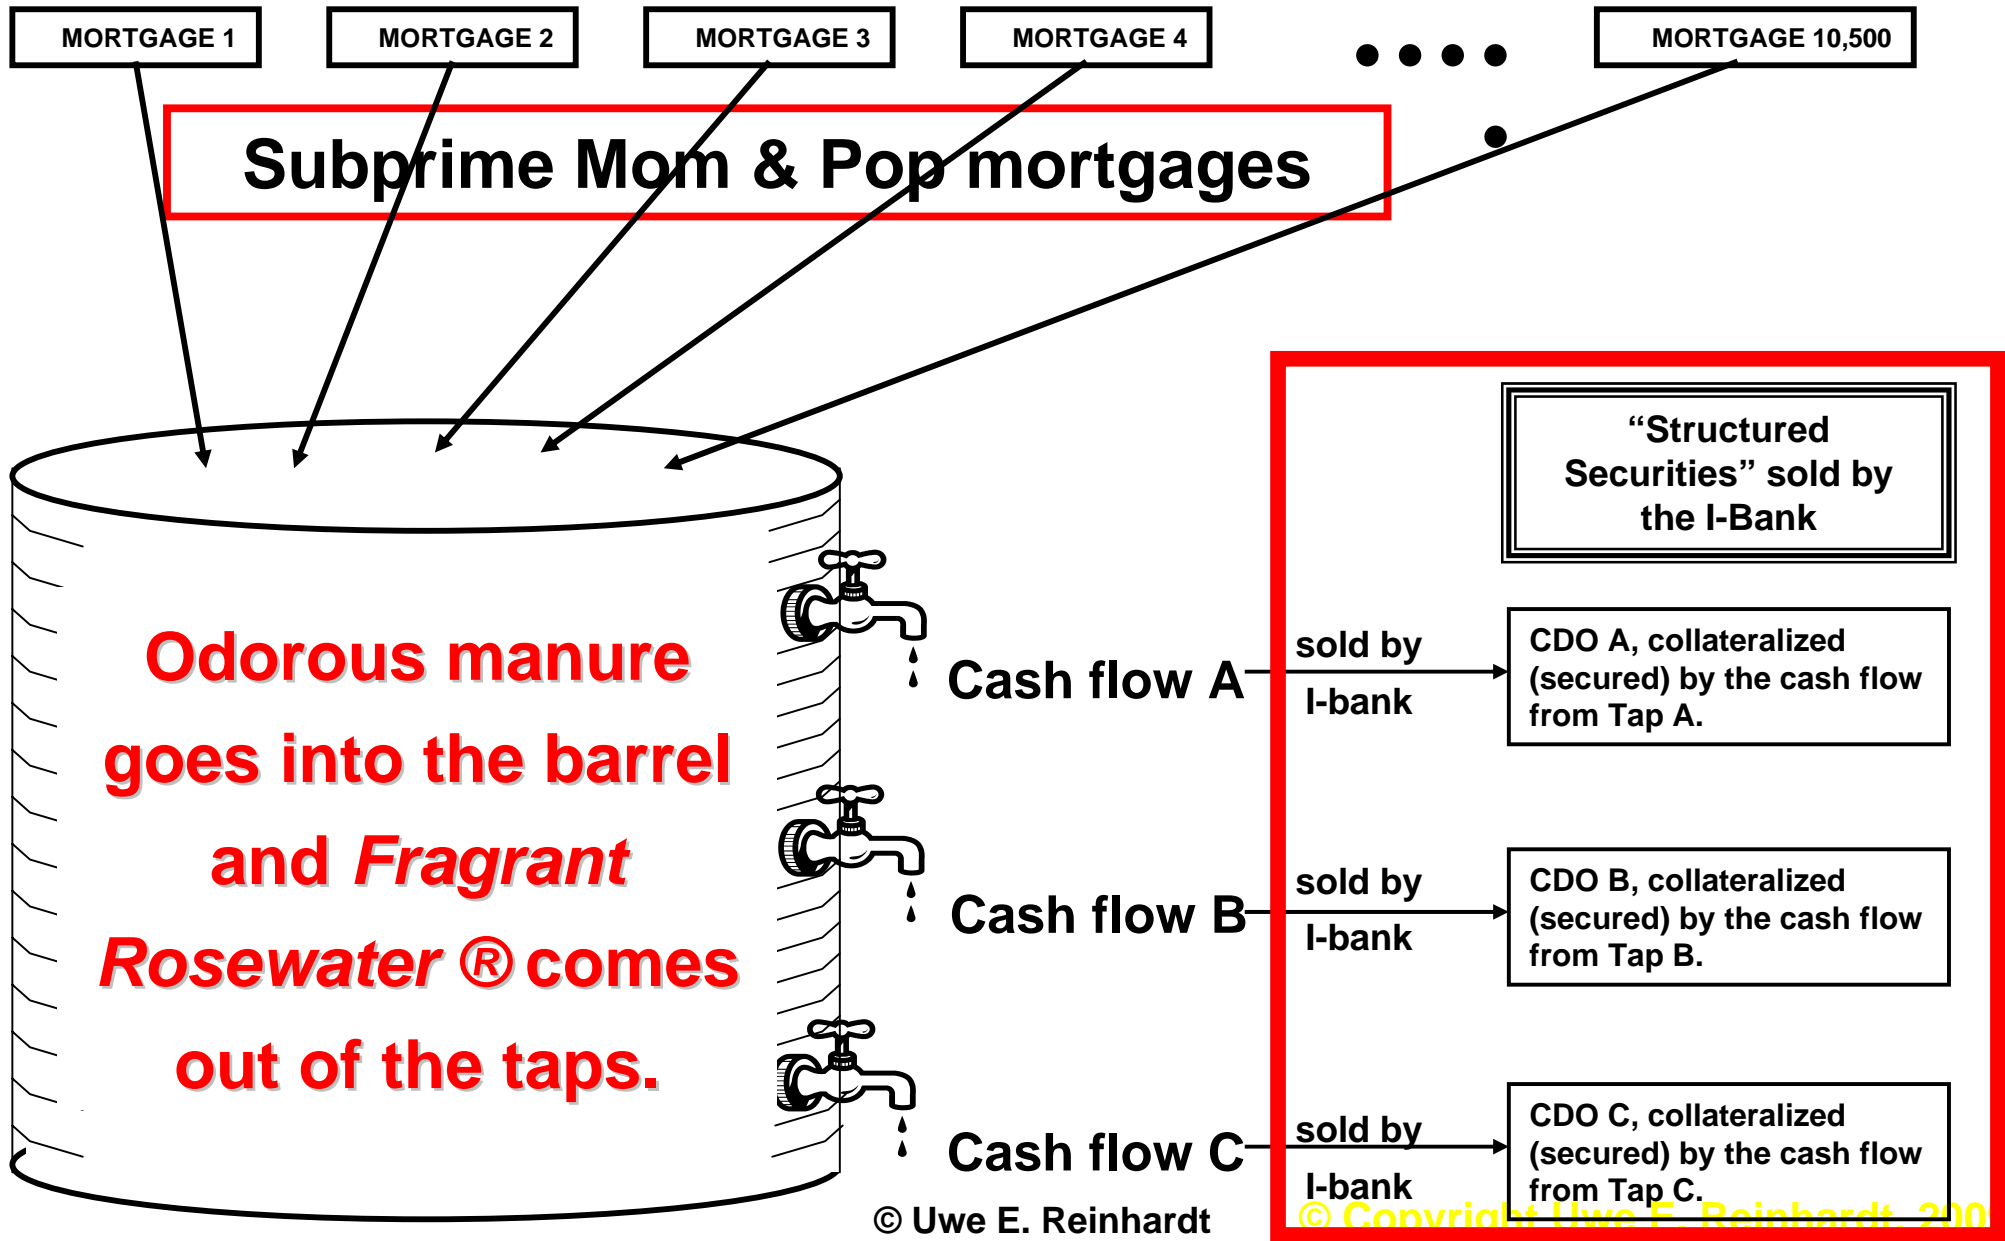 MORTGAGE 1
MORTGAGE 2
MORTGAGE 3
MORTGAGE 4
MORTGAGE 10,500
Subprime Mom & Pop mortgages
“Structured
Securities” sold by
the I-Bank
Odorous manure
goes into the barrel
and Fragrant
Rosewater ® comes
out of the taps.
Cash flow A
sold by
I-bank
CDO A, collateralized
(secured) by the cash flow
from Tap A.
Cash flow B
sold by
I-bank
CDO B, collateralized
(secured) by the cash flow
from Tap B.
Cash flow C
sold by
I-bank
CDO C, collateralized
(secured) by the cash flow
from Tap C.
© Uwe E. Reinhardt
© Copyright Uwe E. Reinhardt,